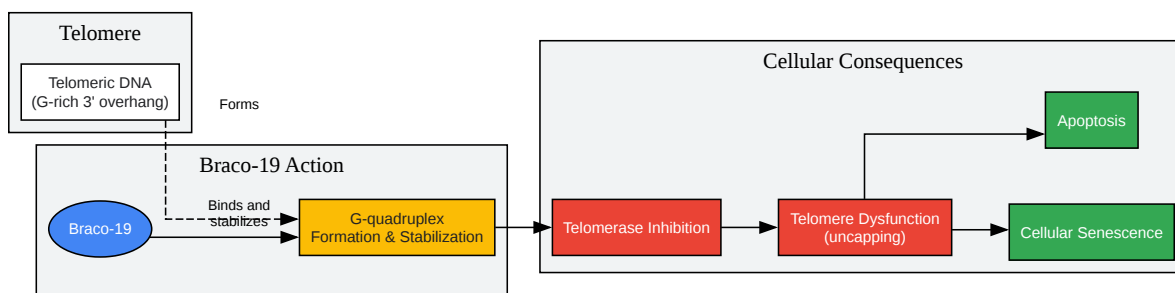 Telomere
Telomeric DNA
(G-rich 3' overhang)
Forms
Braco-19 Action
Braco-19
Binds and
stabilizes
G-quadruplex
Formation & Stabilization
Cellular Consequences
Telomerase Inhibition
Telomere Dysfunction
(uncapping)
Apoptosis
Cellular Senescence